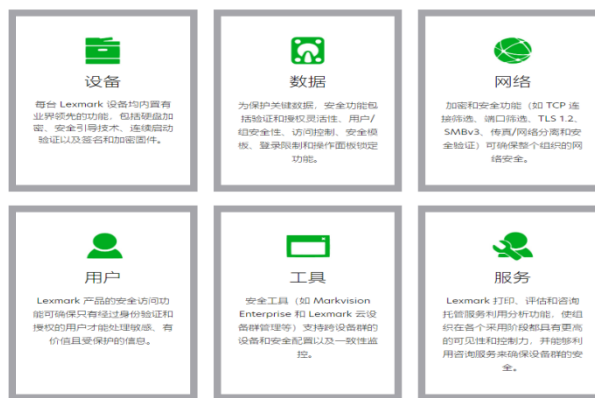 设备
每台 Lexmark 设备均内置有
业界领先的功能，包括硬盘加
密、安全引导技术、连续启动
验证以及签名和加密固件。
数据
为保护关键数据，安全功能包
括验证和授权灵活性、用户/
组安全性、访问控制、安全模
板、登录限制和操作面板锁定
功能。
网络
加密和安全功能（如 TCP 连
接筛选、端口筛选、TLS 1.2、
SMBv3、传真/网络分离和安
全验证）可确保整个组织的网
络安全。
用户
Lexmark 产品的安全访问功
能可确保只有经过身份验证和
授权的用户才能处理敏感、有
价值且受保护的信息。
工具
安全工具（如 Markvision
Enterprise 和 Lexmark 云设
备群管理等）支持跨设备群的
设备和安全配置以及一致性监
控。
服务
Lexmark 打印、评估和咨询
托管服务利用分析功能，使组
织在各个采用阶段都具有更高
的可见性和控制力，并能够利
用咨询服务来确保设备群的安
全。